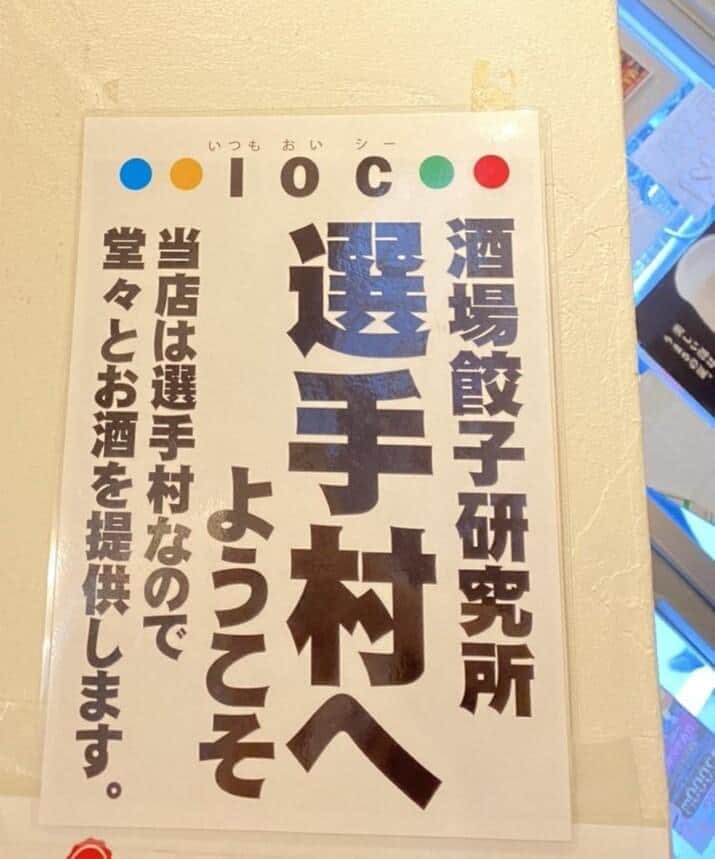 いつも おい シー
IOC
酒場餃子研究所
選手村へ
ようこそ
当店は選手村なので
堂々とお酒を提供します。